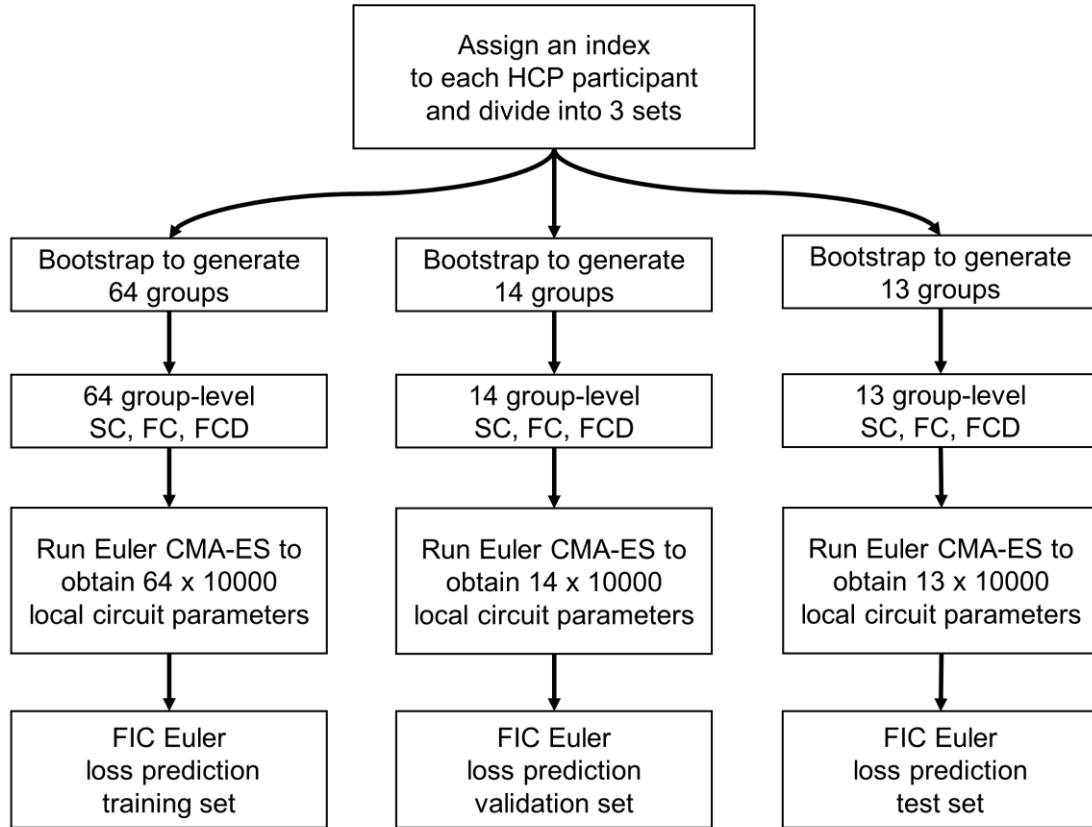 Assign an index
to each HCP participant
and divide into 3 sets
Bootstrap to generate
64 groups
Bootstrap to generate
14 groups
Bootstrap to generate
13 groups
64 group-level
SC, FC, FCD
14 group-level
SC, FC, FCD
13 group-level
SC, FC, FCD
Run Euler CMA-ES to
obtain 64 x 10000
local circuit parameters
Run Euler CMA-ES to
obtain 14 x 10000
local circuit parameters
Run Euler CMA-ES to
obtain 13 x 10000
local circuit parameters
FIC Euler
loss prediction
training set
FIC Euler
loss prediction
validation set
FIC Euler
loss prediction
test set